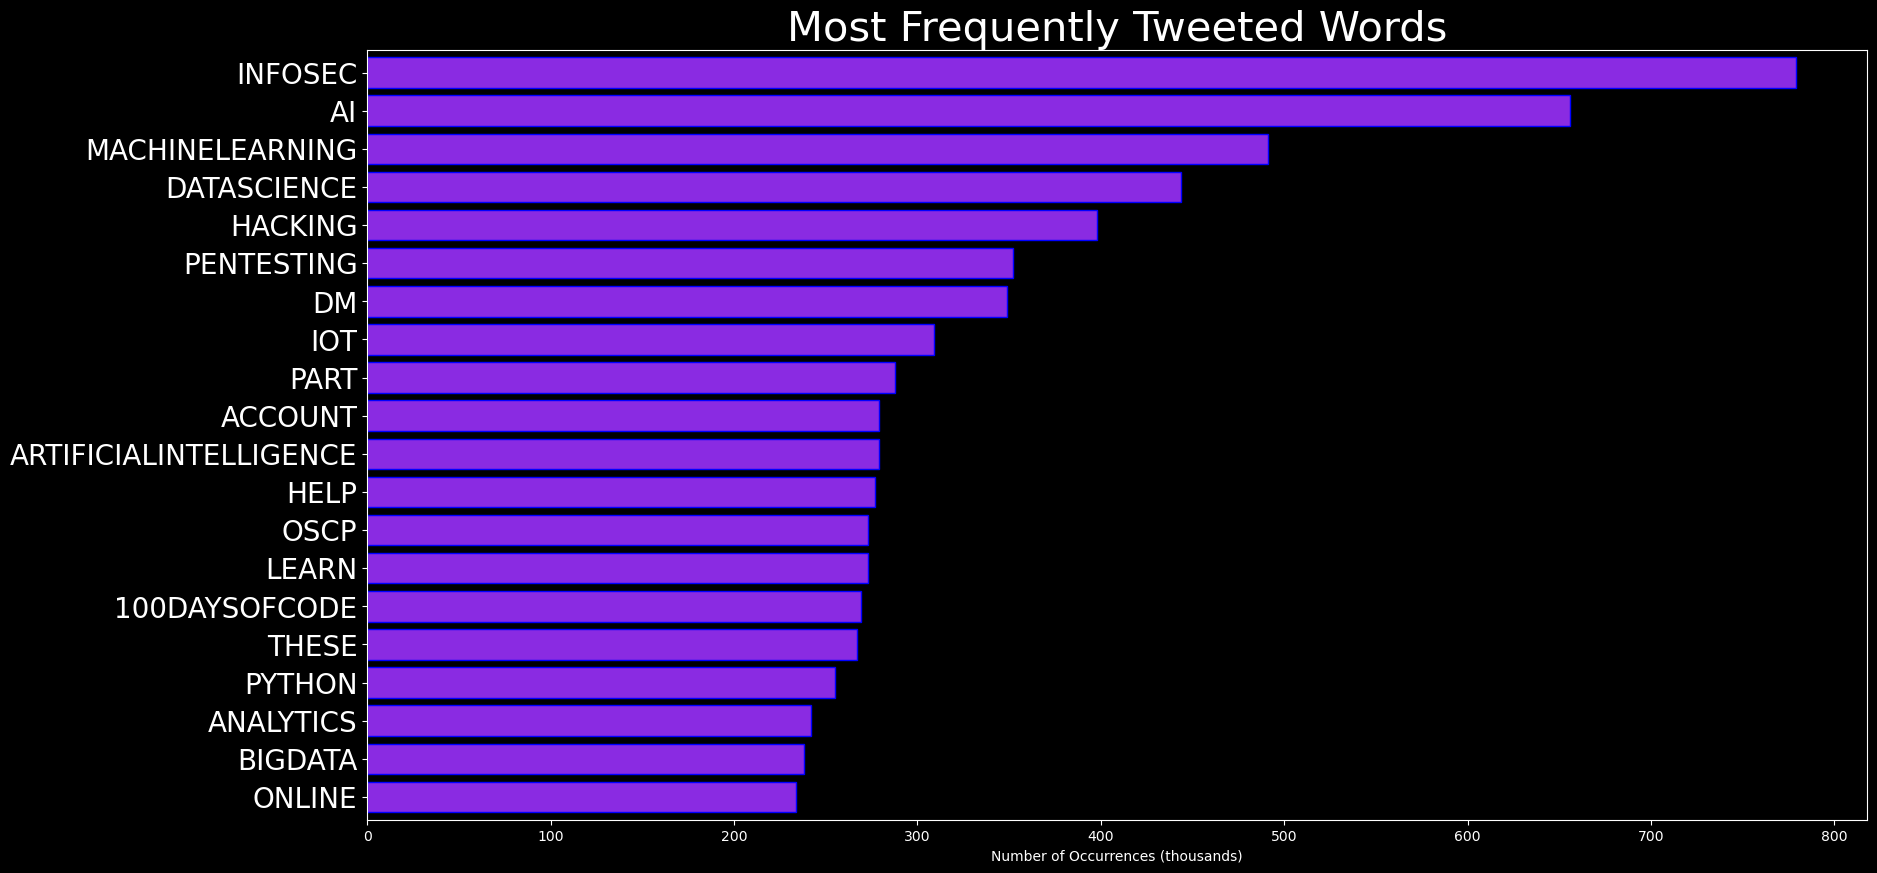 Most Frequently Tweeted Words
INFOSEC
AI
MACHINELEARNING
DATASCIENCE
HACKING
PENTESTING
DM
IOT
PART
ACCOUNT
ARTIFICIALINTELLIGENCE
HELP
OSCP
LEARN
100DAYSOFCODE
THESE
PYTHON
ANALYTICS
BIGDATA
ONLINE
0 100 200 300 400 500 600 700 800
Number of Occurrences (thousands)